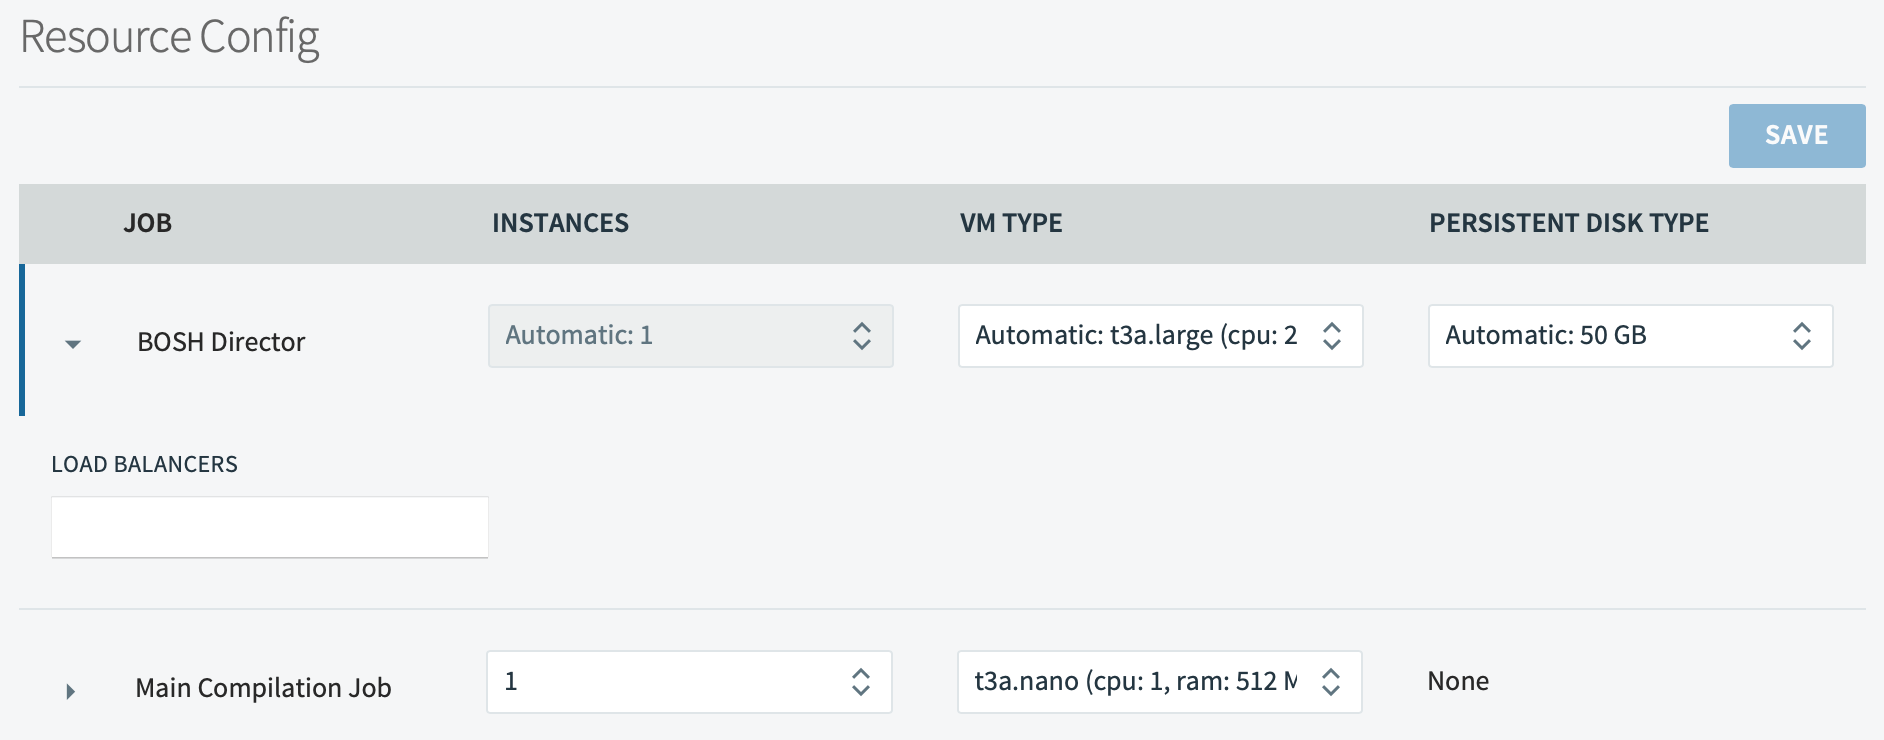 Resource Config
SAVE
JOB INSTANCES VM TYPE PERSISTENT DISK TYPE
BOSH Director Automatic: 1 Automatic: t3a.large (cpu: 2 Automatic: 50 GB
LOAD BALANCERS
Main Compilation Job 1 t3a.nano (cpu: 1, ram: 512 M None